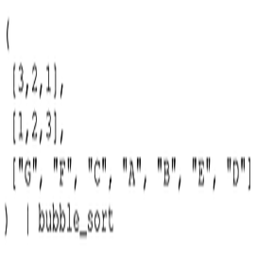 (
[3,2,1],
[1,2,3],
["G", "F", "C", "A", "B", "E", "D"]
) | bubble_sort